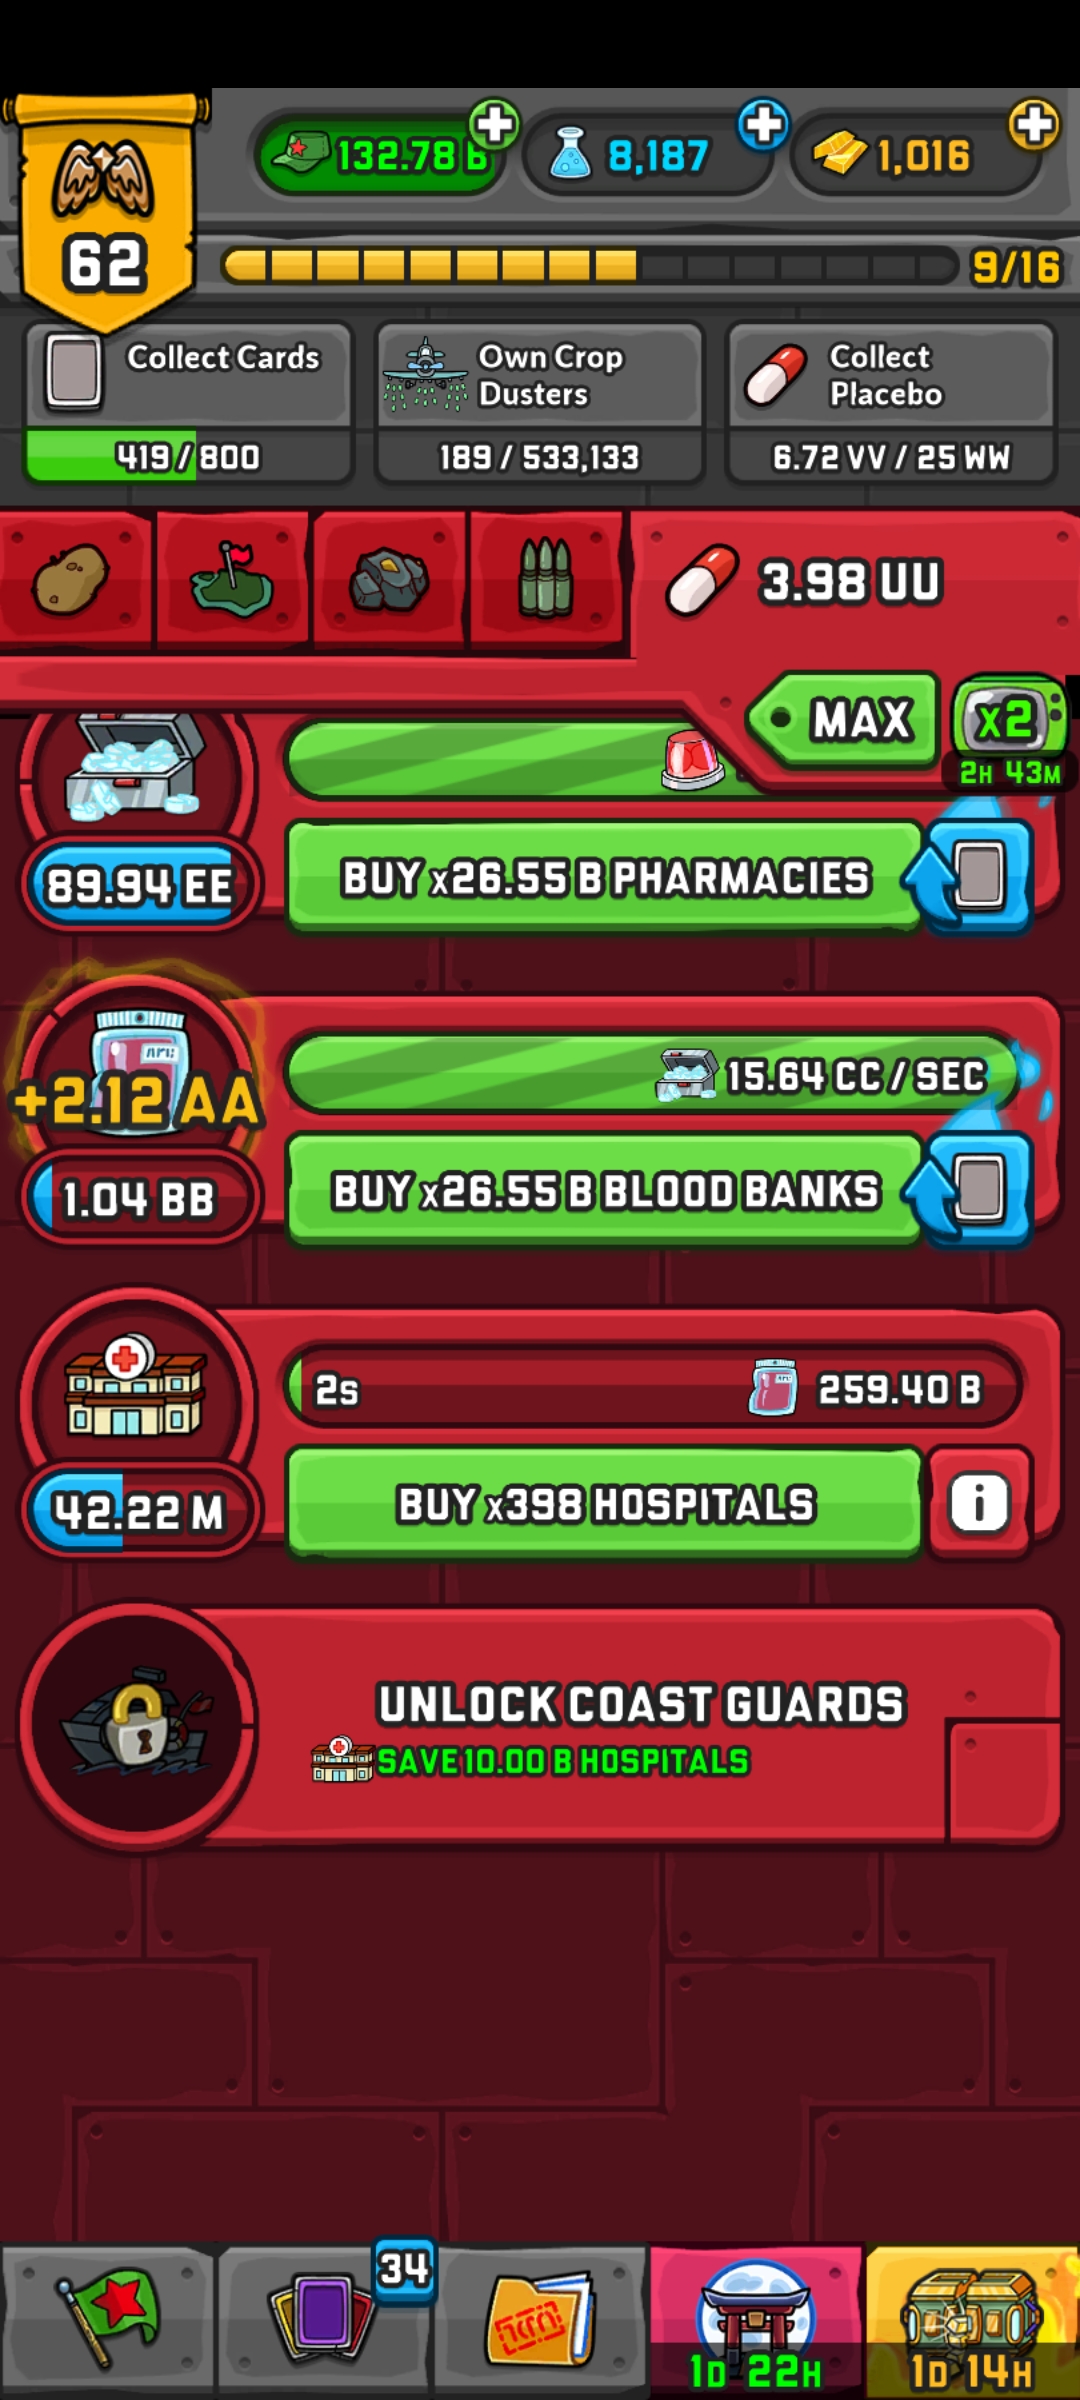 132.78 B
8,187
1,016
62
9/16
Collect Cards
419 / 800
Own Crop
Dusters
189 / 533,133
Collect
Placebo
6.72 VV / 25 WW
3.98 UU
MAX
x2
2H 43M
89.94 EE
BUY x26.55 B PHARMACIES
+2.12 AA
15.64 CC / SEC
1.04 BB
BUY x26.55 B BLOOD BANKS
2s
259.40 B
42.22 M
BUY x398 HOSPITALS
i
UNLOCK COAST GUARDS
SAVE 10.00 B HOSPITALS
34
1D 22H
1D 14H